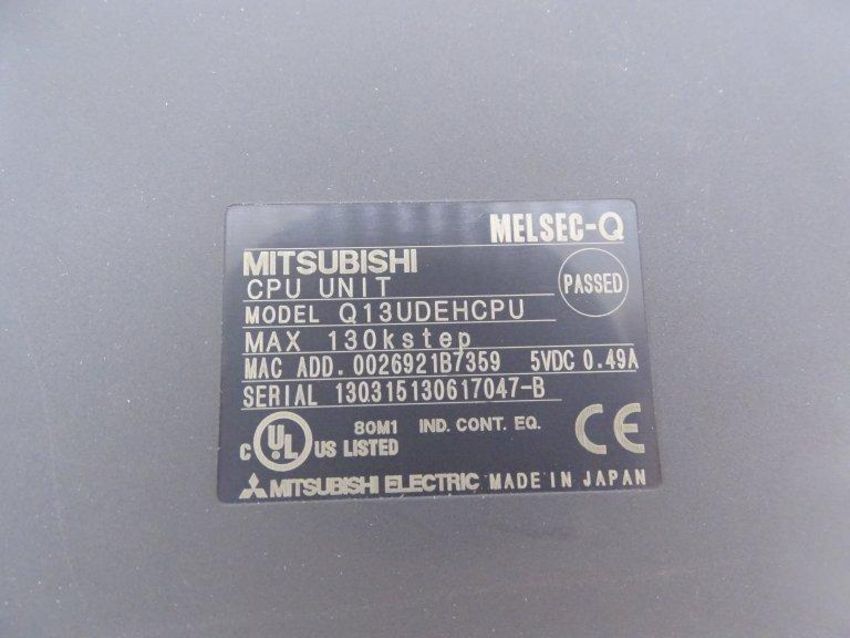 MELSEC-Q
MITSUBISHI
CPU UNIT
PASSED
MODEL Q13UDEHCPU
MAX 130kstep
MAC ADD. 0026921B7359 5VDC 0.49A
SERIAL 130315130617047-B
80M1 IND. CONT. EQ.
C UL US LISTED
CE
MITSUBISHI ELECTRIC MADE IN JAPAN